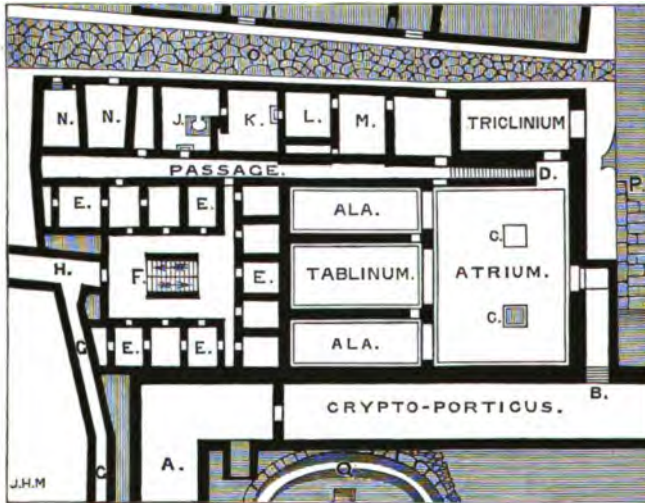 O. O.
N. N. J. K. L. M. TRICLINIUM
PASSAGE. D.
P.
E. E. ALA.
C.
H. F. E. TABLINUM. ATRIUM.
C.
G
E. E. ALA.
B.
CRYPTO-PORTICUS.
A. Q.
J.H.M G